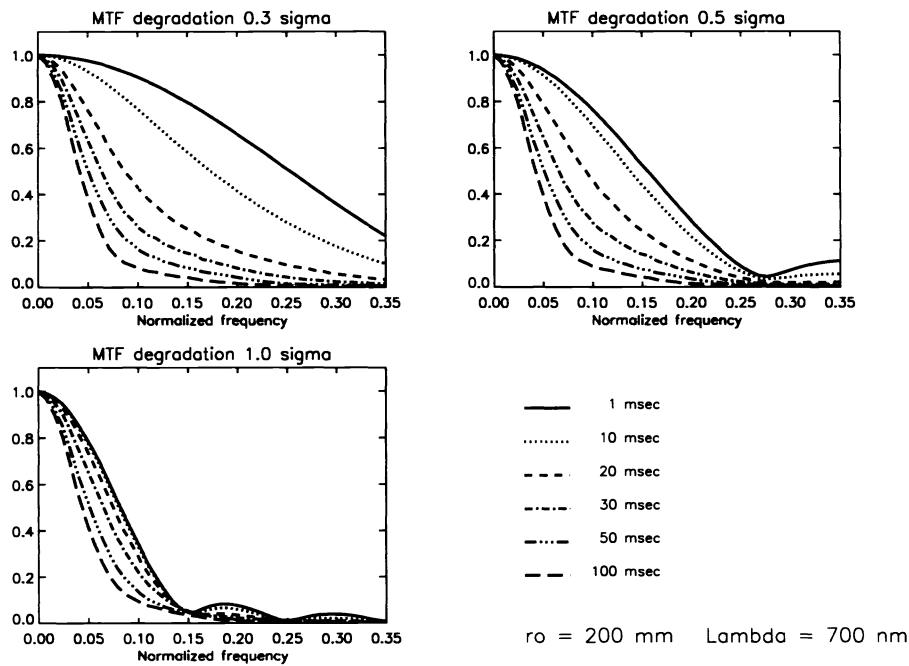 MTF degradation 0.3 sigma
1.0
0.8
0.6
0.4
0.2
0.0
0.00 0.05 0.10 0.15 0.20 0.25 0.30 0.35
Normalized frequency
MTF degradation 0.5 sigma
1.0
0.8
0.6
0.4
0.2
0.0
0.00 0.05 0.10 0.15 0.20 0.25 0.30 0.35
Normalized frequency
MTF degradation 1.0 sigma
1.0
0.8
0.6
0.4
0.2
0.0
0.00 0.05 0.10 0.15 0.20 0.25 0.30 0.35
Normalized frequency
1 msec
10 msec
20 msec
30 msec
50 msec
100 msec
ro = 200 mm Lambda = 700 nm